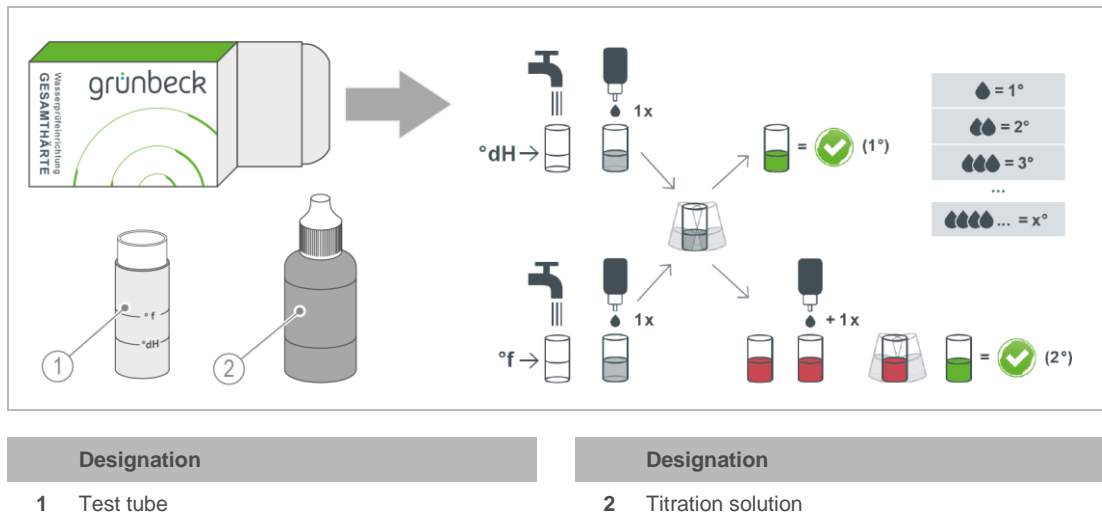 grünbeck
Wasserprüfeinrichtung
GESAMTHÄRTE
1x
°dH
= (1°)
= 1°
= 2°
= 3°
...
... = x°
° f
°dH
1
2
1x
°f
+ 1x
= (2°)
Designation Designation
1 Test tube 2 Titration solution